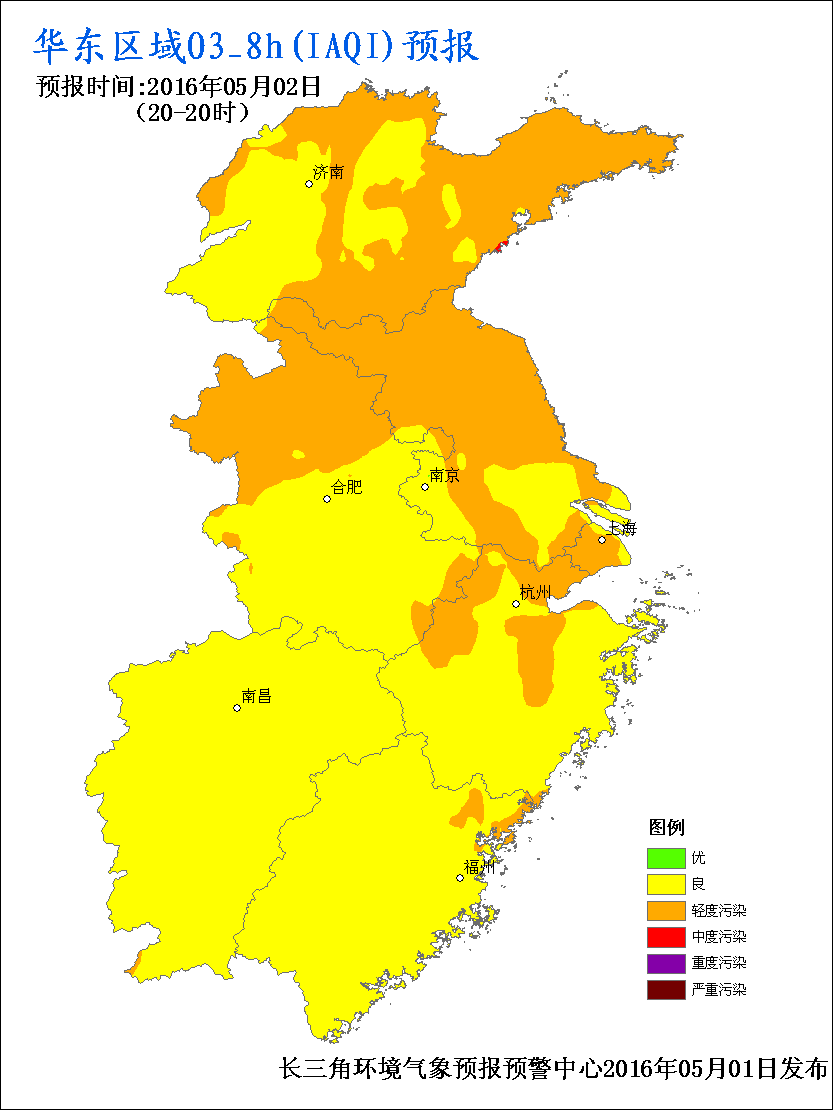 华东区域O3_8h(IAQI)预报
预报时间:2016年05月02日
(20-20时)
济南
南京
合肥
上海
杭州
南昌
福州
图例
优
良
轻度污染
中度污染
重度污染
严重污染
长三角环境气象预报预警中心2016年05月01日发布